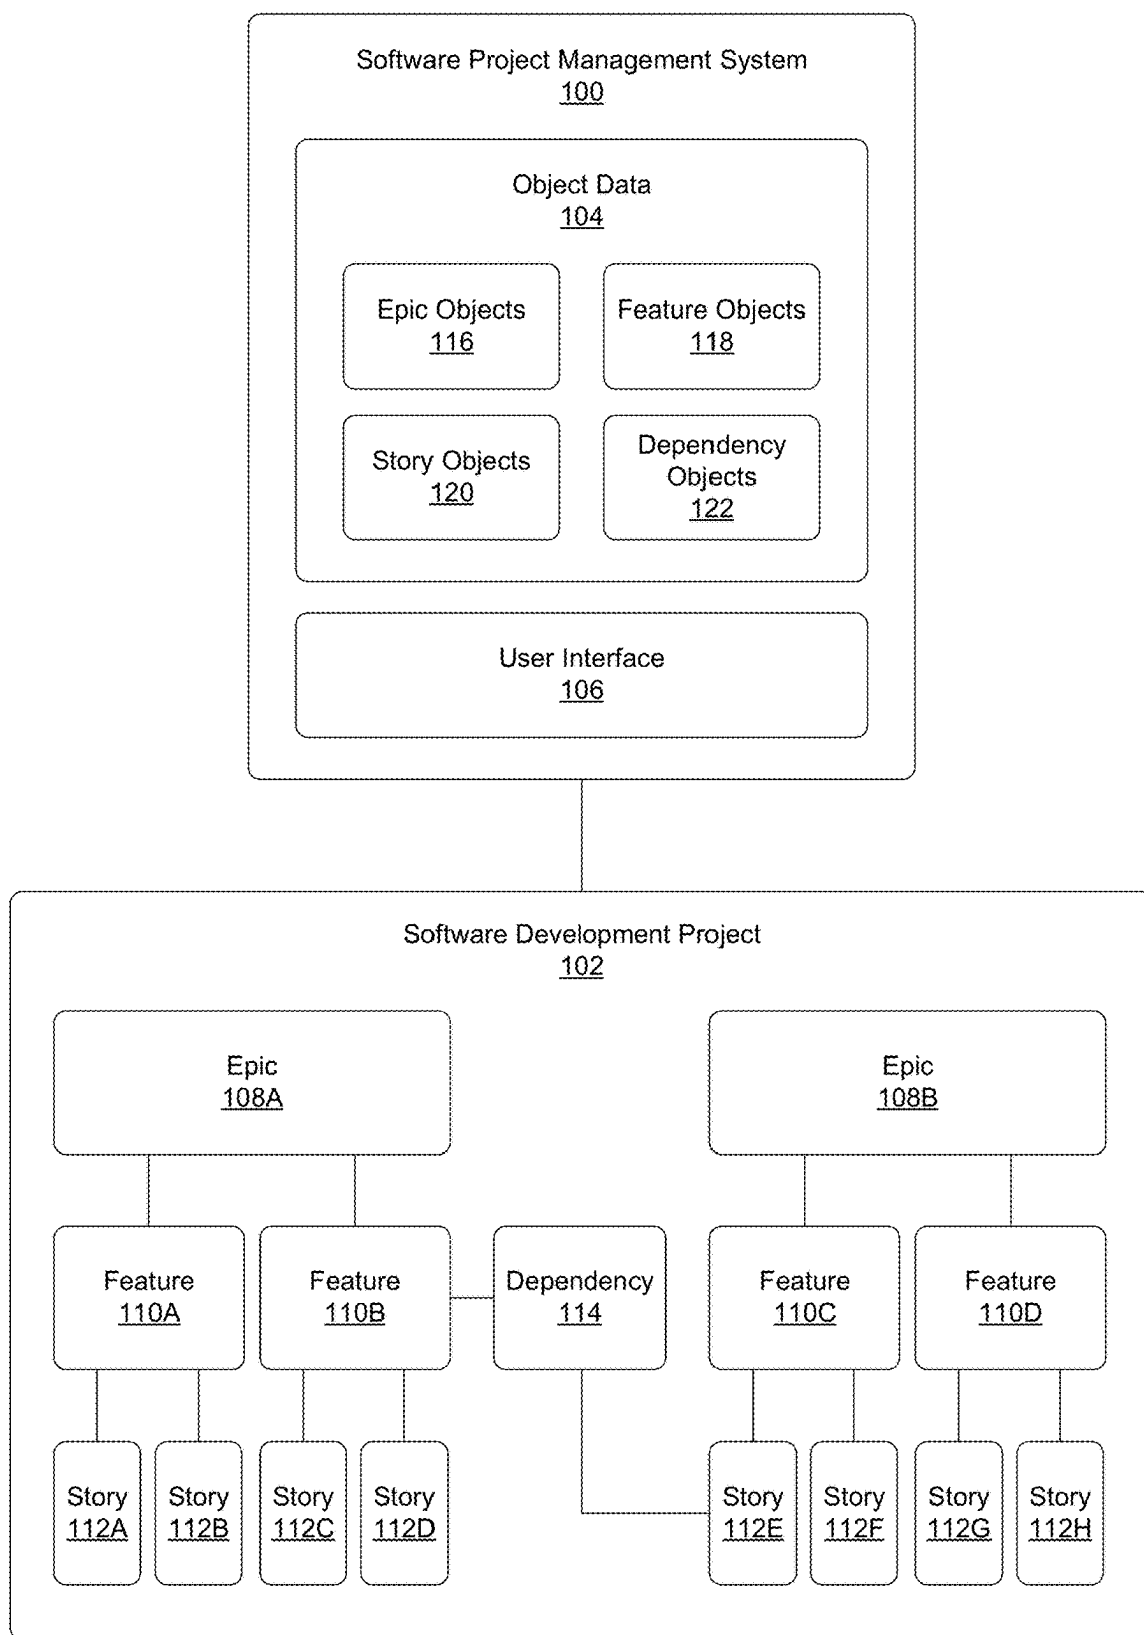 Software Project Management System
100
Object Data
104
Epic Objects
116
Feature Objects
118
Story Objects
120
Dependency
Objects
122
User Interface
106
Software Development Project
102
Epic
108A
Epic
108B
Feature
110A
Feature
110B
Dependency
114
Feature
110C
Feature
110D
Story
112A
Story
112B
Story
112C
Story
112D
Story
112E
Story
112F
Story
112G
Story
112H